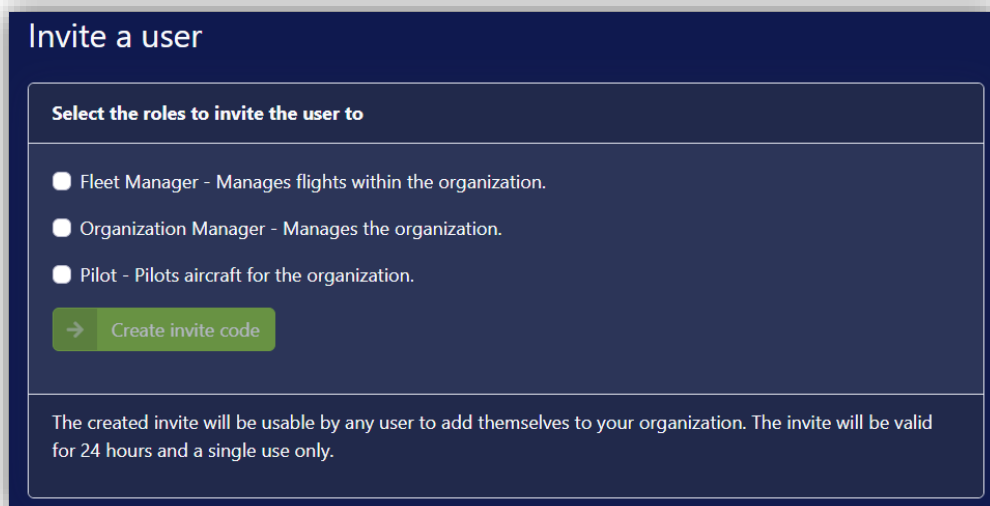 Invite a user
Select the roles to invite the user to
Fleet Manager - Manages flights within the organization.
Organization Manager - Manages the organization.
Pilot - Pilots aircraft for the organization.
Create invite code
The created invite will be usable by any user to add themselves to your organization. The invite will be valid
for 24 hours and a single use only.